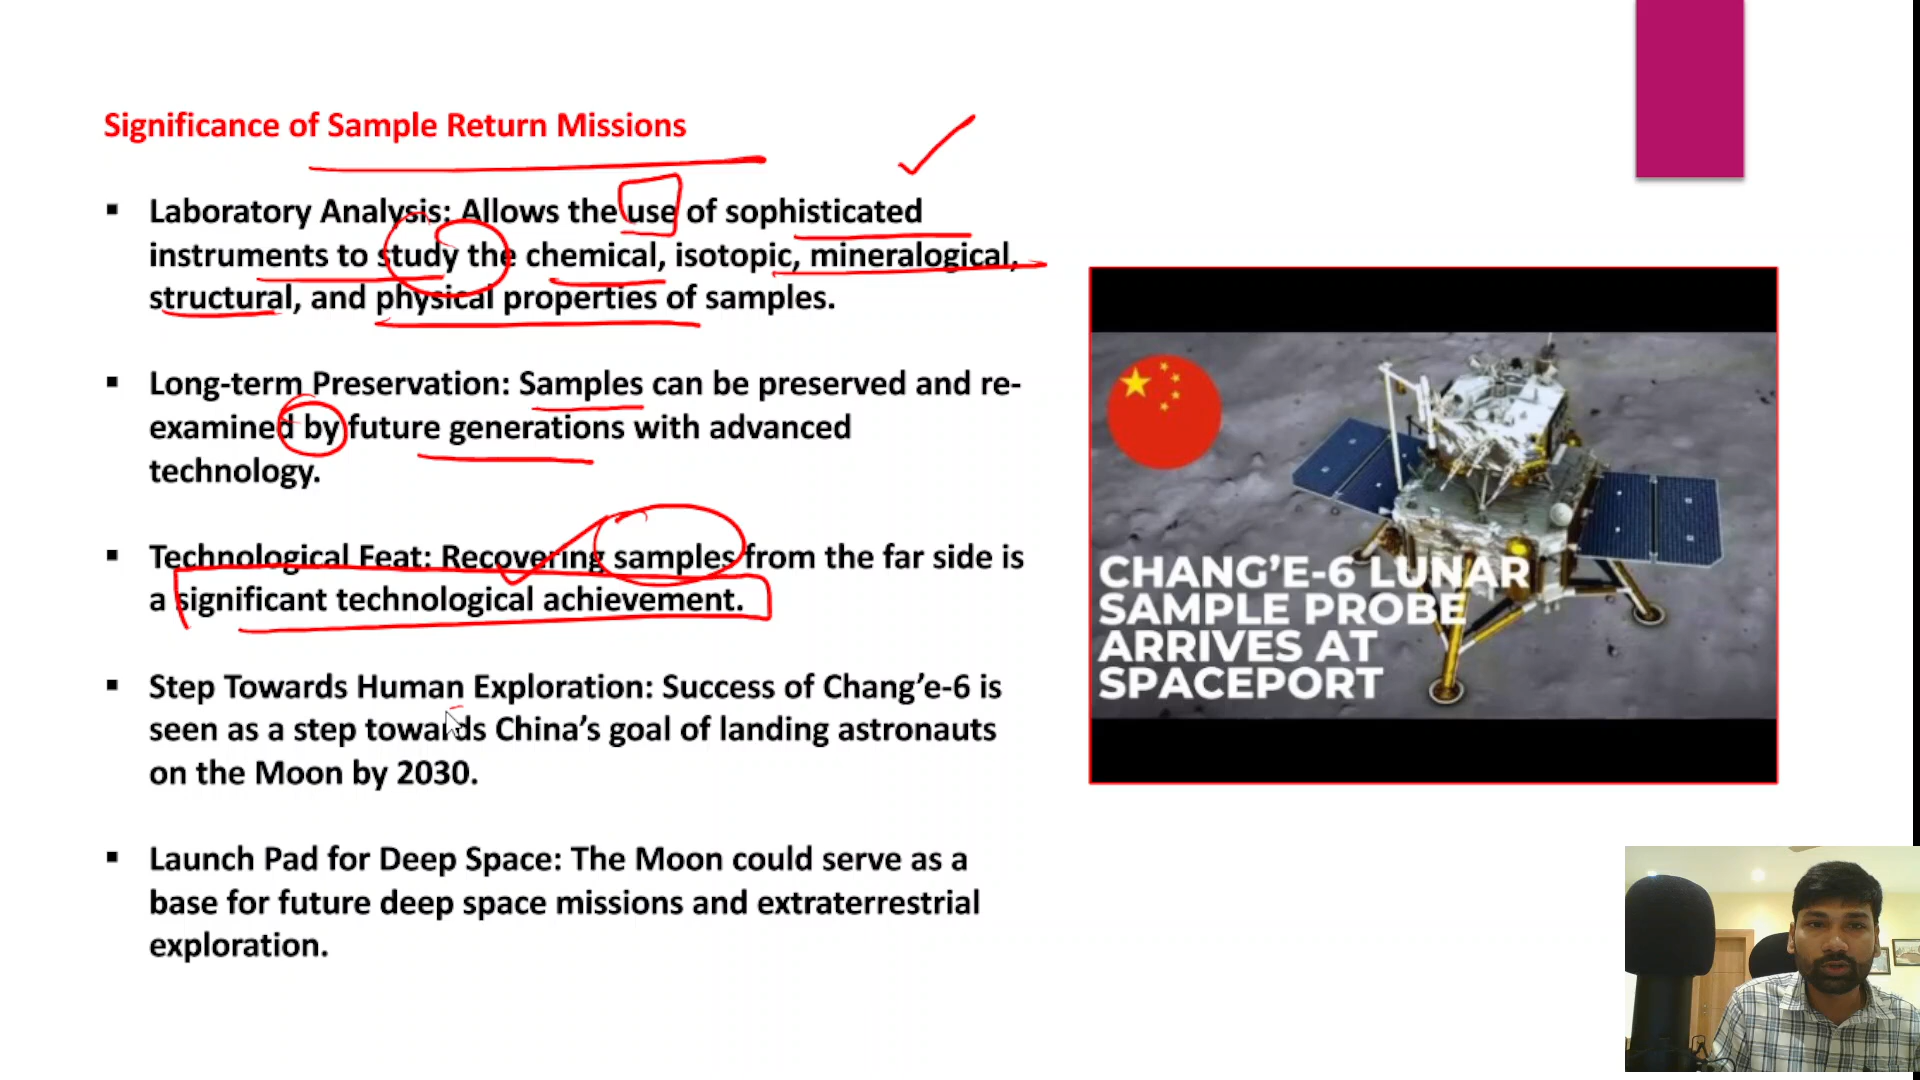 Significance of Sample Return Missions
▪ Laboratory Analysis: Allows the use of sophisticated
instruments to study the chemical, isotopic, mineralogical,
structural, and physical properties of samples.
▪ Long-term Preservation: Samples can be preserved and re-
examined by future generations with advanced
technology.
▪ Technological Feat: Recovering samples from the far side is
a significant technological achievement.
▪ Step Towards Human Exploration: Success of Chang’e-6 is
seen as a step towards China’s goal of landing astronauts
on the Moon by 2030.
▪ Launch Pad for Deep Space: The Moon could serve as a
base for future deep space missions and extraterrestrial
exploration.
CHANG’E-6 LUNAR
SAMPLE PROBE
ARRIVES AT
SPACEPORT